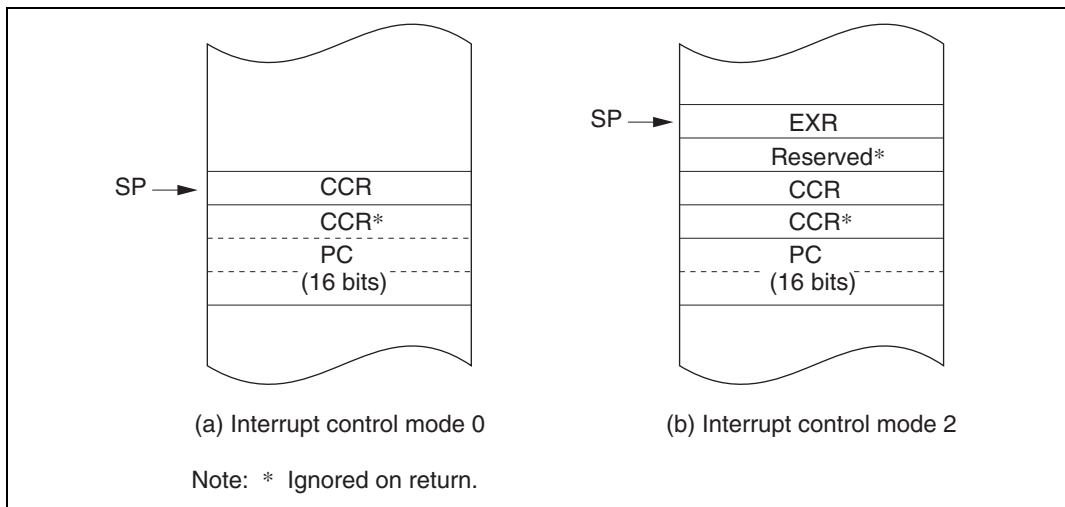 SP
CCR
CCR*
PC
(16 bits)
(a) Interrupt control mode 0
SP
EXR
Reserved*
CCR
CCR*
PC
(16 bits)
(b) Interrupt control mode 2
Note: * Ignored on return.